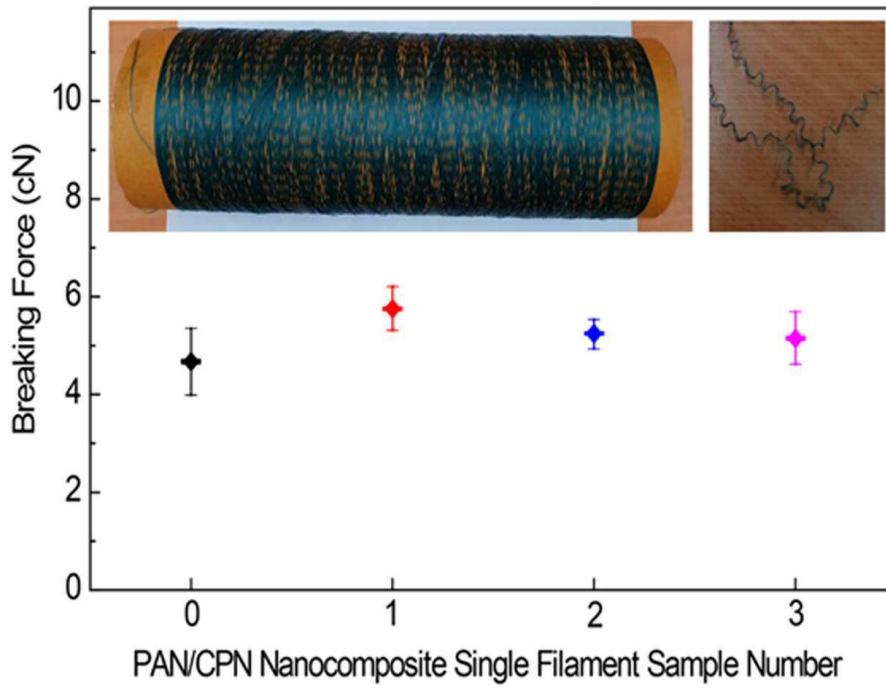 Breaking Force (cN)
10
8
6
4
2
0
0 1 2 3
PAN/CPN Nanocomposite Single Filament Sample Number